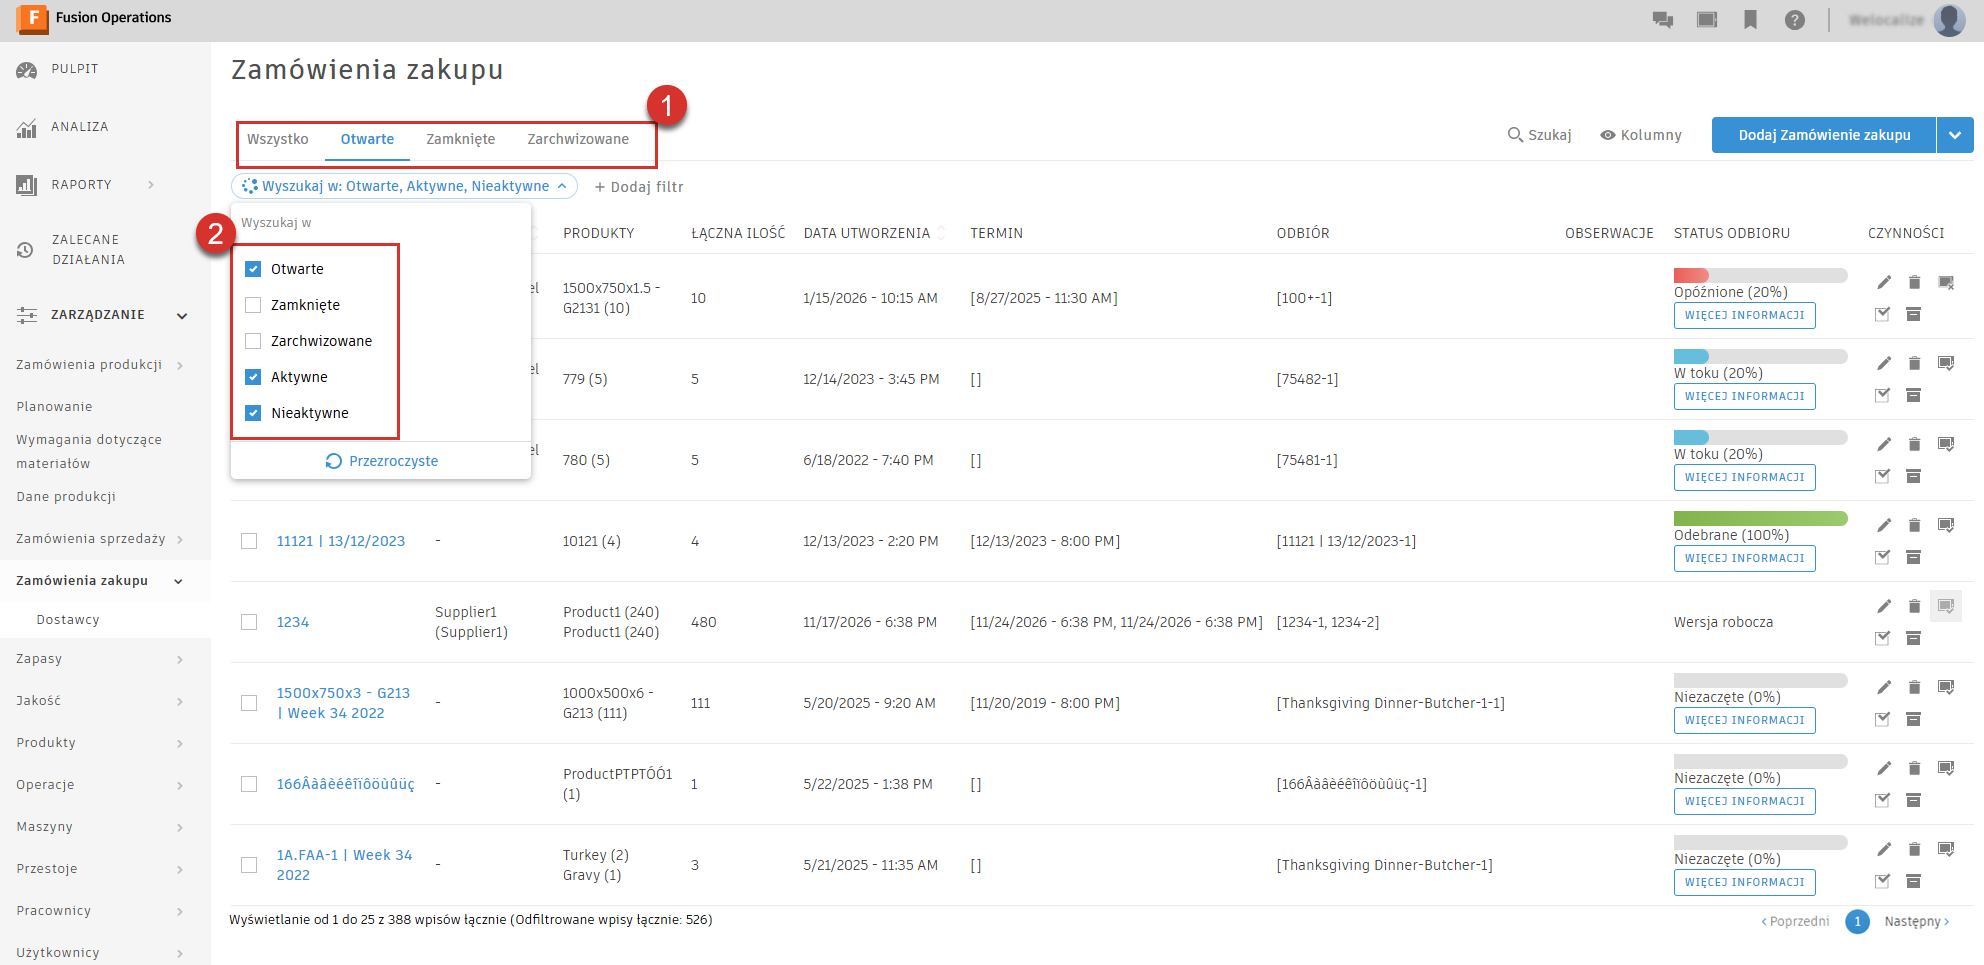 Fusion Operations
Welocalize
PULPIT
ANALIZA
RAPORTY
ZALECANE
DZIAŁANIA
ZARZĄDZANIE
Zamówienia produkcji
Planowanie
Wymagania dotyczące
materiałów
Dane produkcji
Zamówienia sprzedaży
Zamówienia zakupu
Dostawcy
Zapasy
Jakość
Produkty
Operacje
Maszyny
Przestoje
Pracownicy
Użytkownicy
Zamówienia zakupu
1
Wszystko Otwarte Zamknięte Zarchwizowane
Szukaj Kolumny Dodaj Zamówienie zakupu
Wyszukaj w: Otwarte, Aktywne, Nieaktywne + Dodaj filtr
2
Wyszukaj w
Otwarte
Zamknięte
Zarchwizowane
Aktywne
Nieaktywne
Przezroczyste
PRODUKTY ŁĄCZNA ILOŚĆ DATA UTWORZENIA TERMIN ODBIÓR OBSERWACJE STATUS ODBIORU CZYNNOŚCI
el 1500x750x1.5 -
G2131 (10) 10 1/15/2026 - 10:15 AM [8/27/2025 - 11:30 AM] [100+-1]
Opóźnione (20%)
WIĘCEJ INFORMACJI
el 779 (5) 5 12/14/2023 - 3:45 PM [] [75482-1]
W toku (20%)
WIĘCEJ INFORMACJI
el 780 (5) 5 6/18/2022 - 7:40 PM [] [75481-1]
W toku (20%)
WIĘCEJ INFORMACJI
11121 | 13/12/2023 - 10121 (4) 4 12/13/2023 - 2:20 PM [12/13/2023 - 8:00 PM] [11121 | 13/12/2023-1]
Odebrane (100%)
WIĘCEJ INFORMACJI
1234
Supplier1
(Supplier1)
Product1 (240)
Product1 (240)
480 11/17/2026 - 6:38 PM [11/24/2026 - 6:38 PM, 11/24/2026 - 6:38 PM] [1234-1, 1234-2] Wersja robocza
1500x750x3 - G213
| Week 34 2022
-
1000x500x6 -
G213 (111)
111 5/20/2025 - 9:20 AM [11/20/2019 - 8:00 PM] [Thanksgiving Dinner-Butcher-1-1]
Niezaczęte (0%)
WIĘCEJ INFORMACJI
166Âàâèéêîïôöùûüç -
ProductPTPTÓÓ1
(1)
1 5/22/2025 - 1:38 PM [] [166Âàâèéêîïôöùûüç-1]
Niezaczęte (0%)
WIĘCEJ INFORMACJI
1A.FAA-1 | Week 34
2022
-
Turkey (2)
Gravy (1)
3 5/21/2025 - 11:35 AM [] [Thanksgiving Dinner-Butcher-1]
Niezaczęte (0%)
WIĘCEJ INFORMACJI
Wyświetlanie od 1 do 25 z 388 wpisów łącznie (Odfiltrowane wpisy łącznie: 526)
Poprzedni 1 Następny